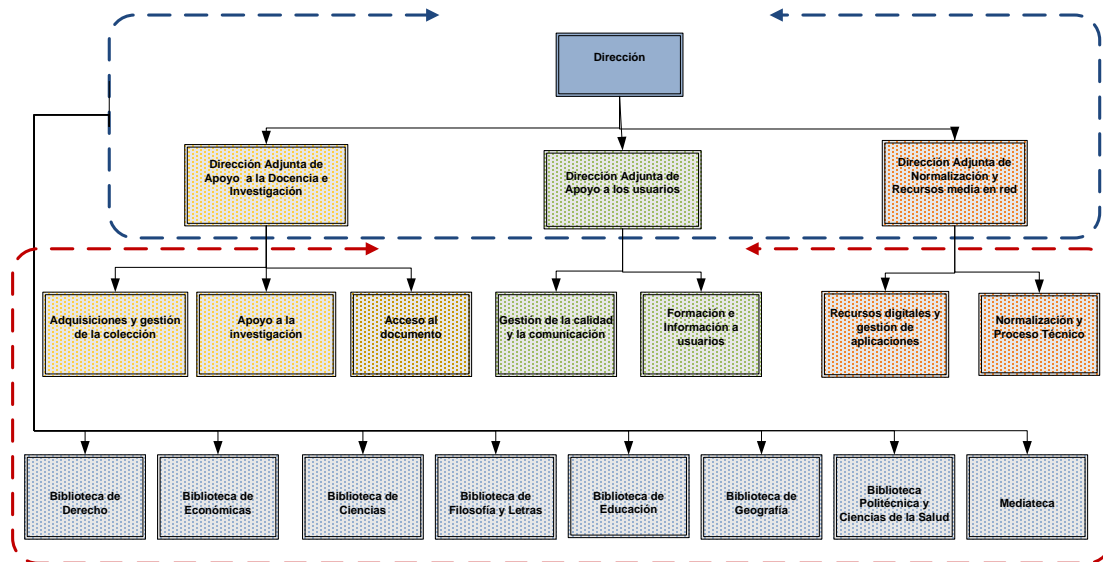 Dirección
Dirección Adjunta de
Apoyo a la Docencia e
Investigación
Dirección Adjunta de
Apoyo a los usuarios
Dirección Adjunta de
Normalización y
Recursos media en red
Adquisiciones y gestión
de la colección
Apoyo a la
investigación
Acceso al
documento
Gestión de la calidad
y la comunicación
Formación e
Información a
usuarios
Recursos digitales y
gestión de
aplicaciones
Normalización y
Proceso Técnico
Biblioteca de
Derecho
Biblioteca de
Económicas
Biblioteca de
Ciencias
Biblioteca de
Filosofía y Letras
Biblioteca de
Educación
Biblioteca de
Geografía
Biblioteca
Politécnica y
Ciencias de la Salud
Mediateca